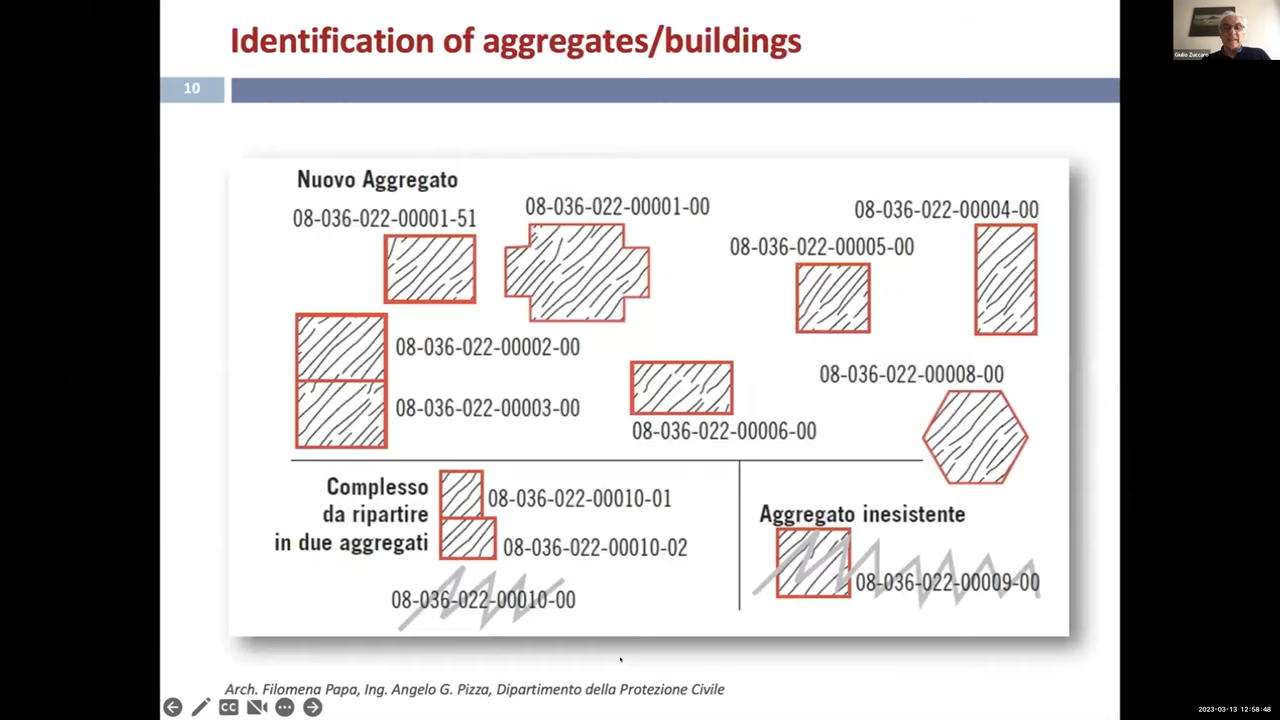 Identification of aggregates/buildings
Giulio Zuccaro
10
Nuovo Aggregato
08-036-022-00001-51
08-036-022-00001-00
08-036-022-00005-00
08-036-022-00004-00
08-036-022-00002-00
08-036-022-00003-00
08-036-022-00006-00
08-036-022-00008-00
Complesso
da ripartire
in due aggregati
08-036-022-00010-01
08-036-022-00010-02
08-036-022-00010-00
Aggregato inesistente
08-036-022-00009-00
Arch. Filomena Papa, Ing. Angelo G. Pizza, Dipartimento della Protezione Civile
CC
2023-03-13 12:58:48